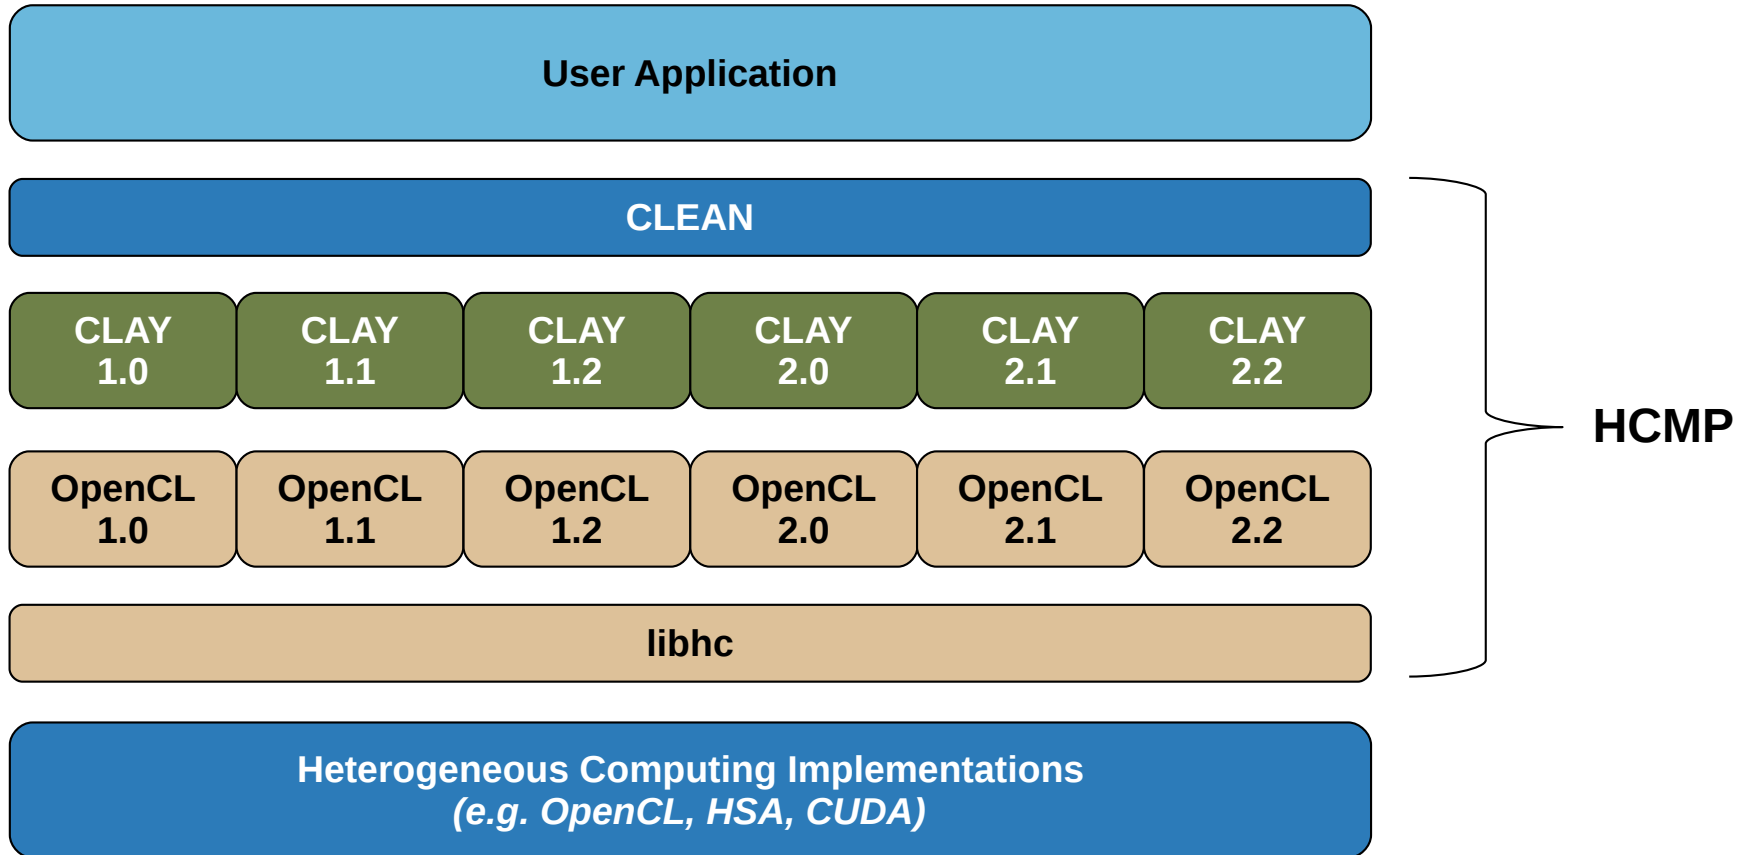 User Application
CLEAN
CLAY
1.0
CLAY
1.1
CLAY
1.2
CLAY
2.0
CLAY
2.1
CLAY
2.2
HCMP
OpenCL
1.0
OpenCL
1.1
OpenCL
1.2
OpenCL
2.0
OpenCL
2.1
OpenCL
2.2
libhc
Heterogeneous Computing Implementations
(e.g. OpenCL, HSA, CUDA)